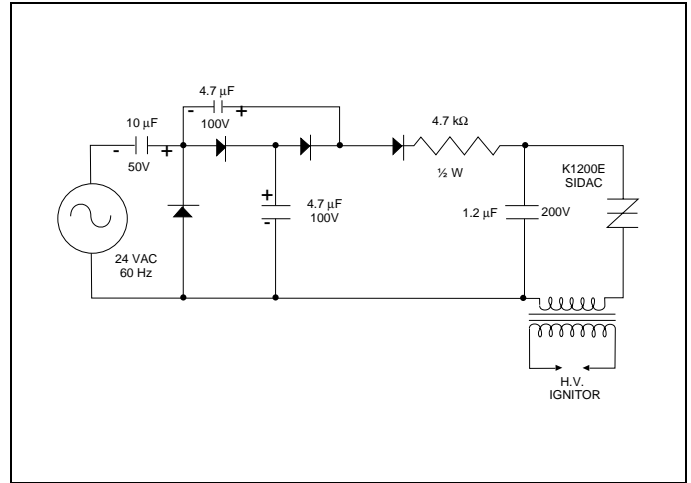 4.7 μF
- +
100V
10 μF
- +
50V
4.7 kΩ
½ W
K1200E
SIDAC
+
4.7 μF
-
100V
1.2 μF
200V
24 VAC
60 Hz
H.V.
IGNITOR